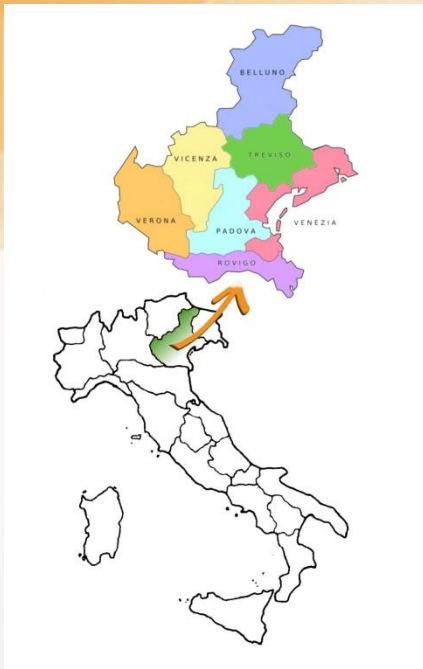 BELLUNO
VICENZA
TREVISO
VERONA
PADOVA
VENEZIA
ROVIGO